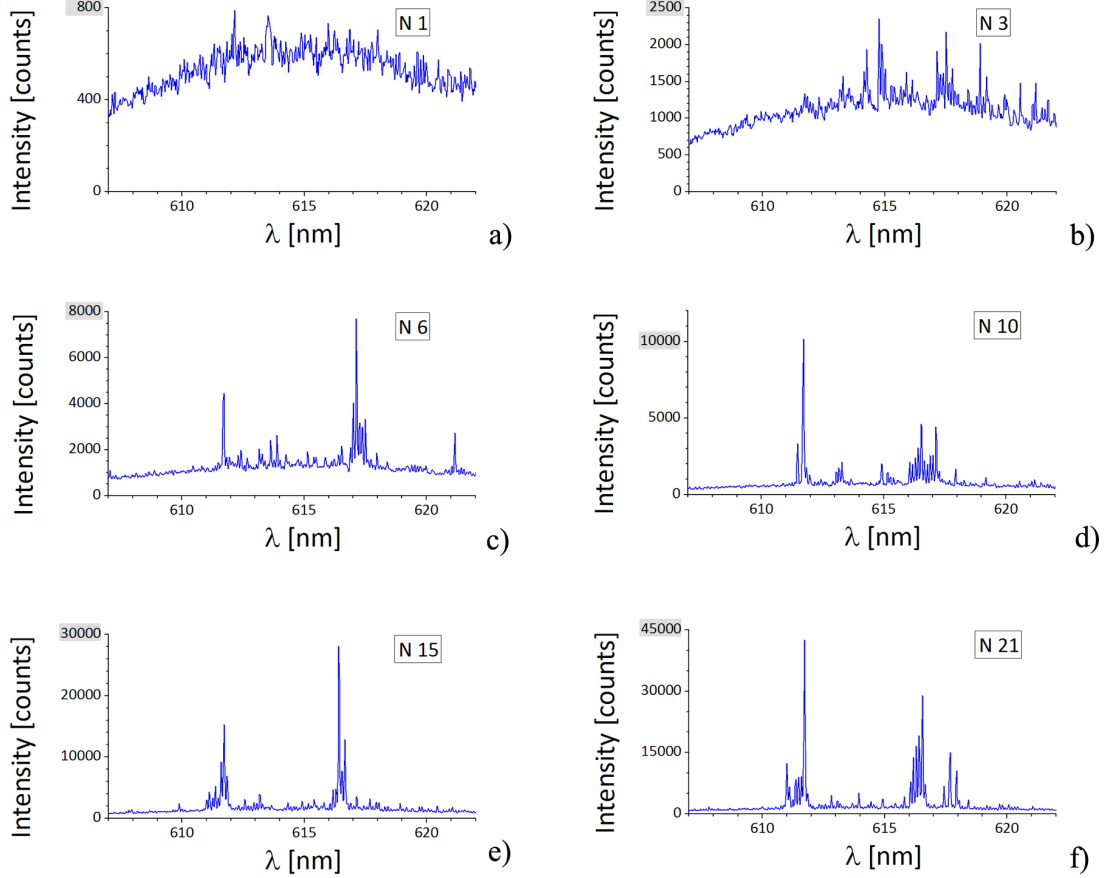 800
400
0
610
615
620
Intensity [counts]
λ [nm]
N 1
a)
2500
2000
1500
1000
500
0
610
615
620
Intensity [counts]
λ [nm]
N 3
b)
8000
6000
4000
2000
0
610
615
620
Intensity [counts]
λ [nm]
N 6
c)
10000
5000
0
610
615
620
Intensity [counts]
λ [nm]
N 10
d)
30000
20000
10000
0
610
615
620
Intensity [counts]
λ [nm]
N 15
e)
45000
30000
15000
0
610
615
620
Intensity [counts]
λ [nm]
N 21
f)